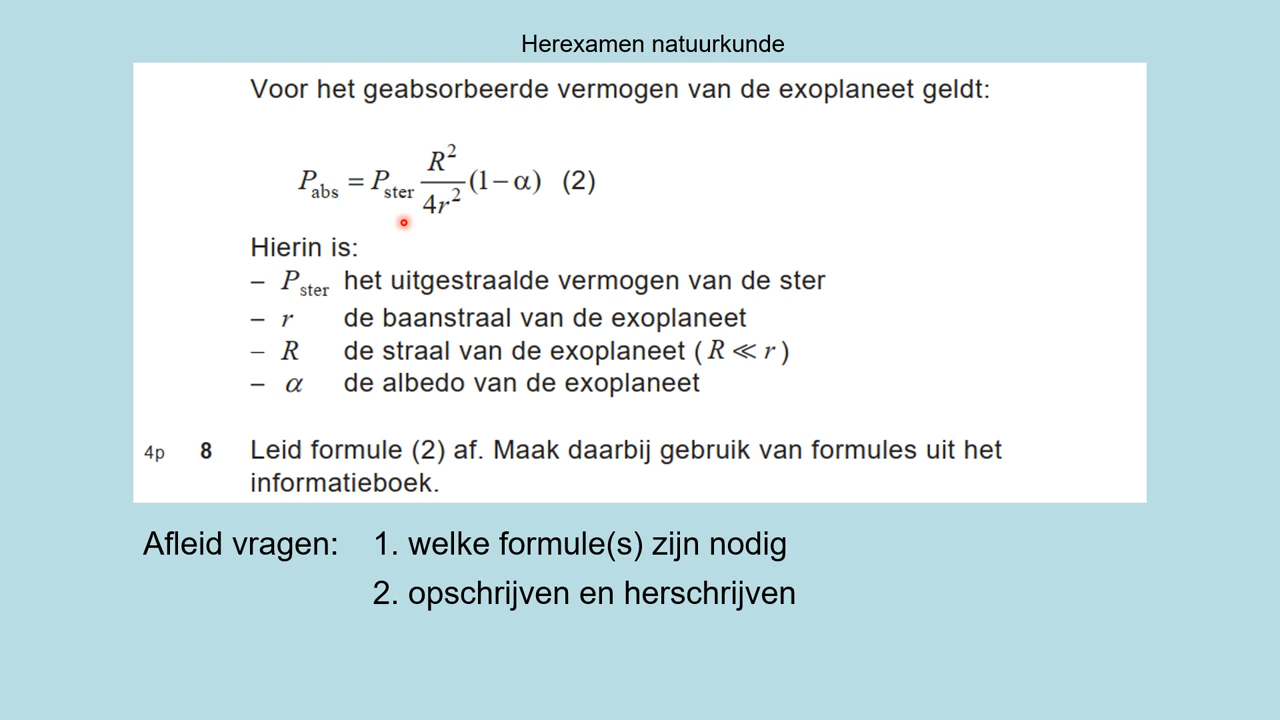 Herexamen natuurkunde
Voor het geabsorbeerde vermogen van de exoplaneet geldt:
P_abs = P_ster R²/4r² (1−α) (2)
Hierin is:
– P_ster het uitgestraalde vermogen van de ster
– r de baanstraal van de exoplaneet
– R de straal van de exoplaneet (R ≪ r)
– α de albedo van de exoplaneet
4p 8 Leid formule (2) af. Maak daarbij gebruik van formules uit het
informatieboek.
Afleid vragen: 1. welke formule(s) zijn nodig
2. opschrijven en herschrijven